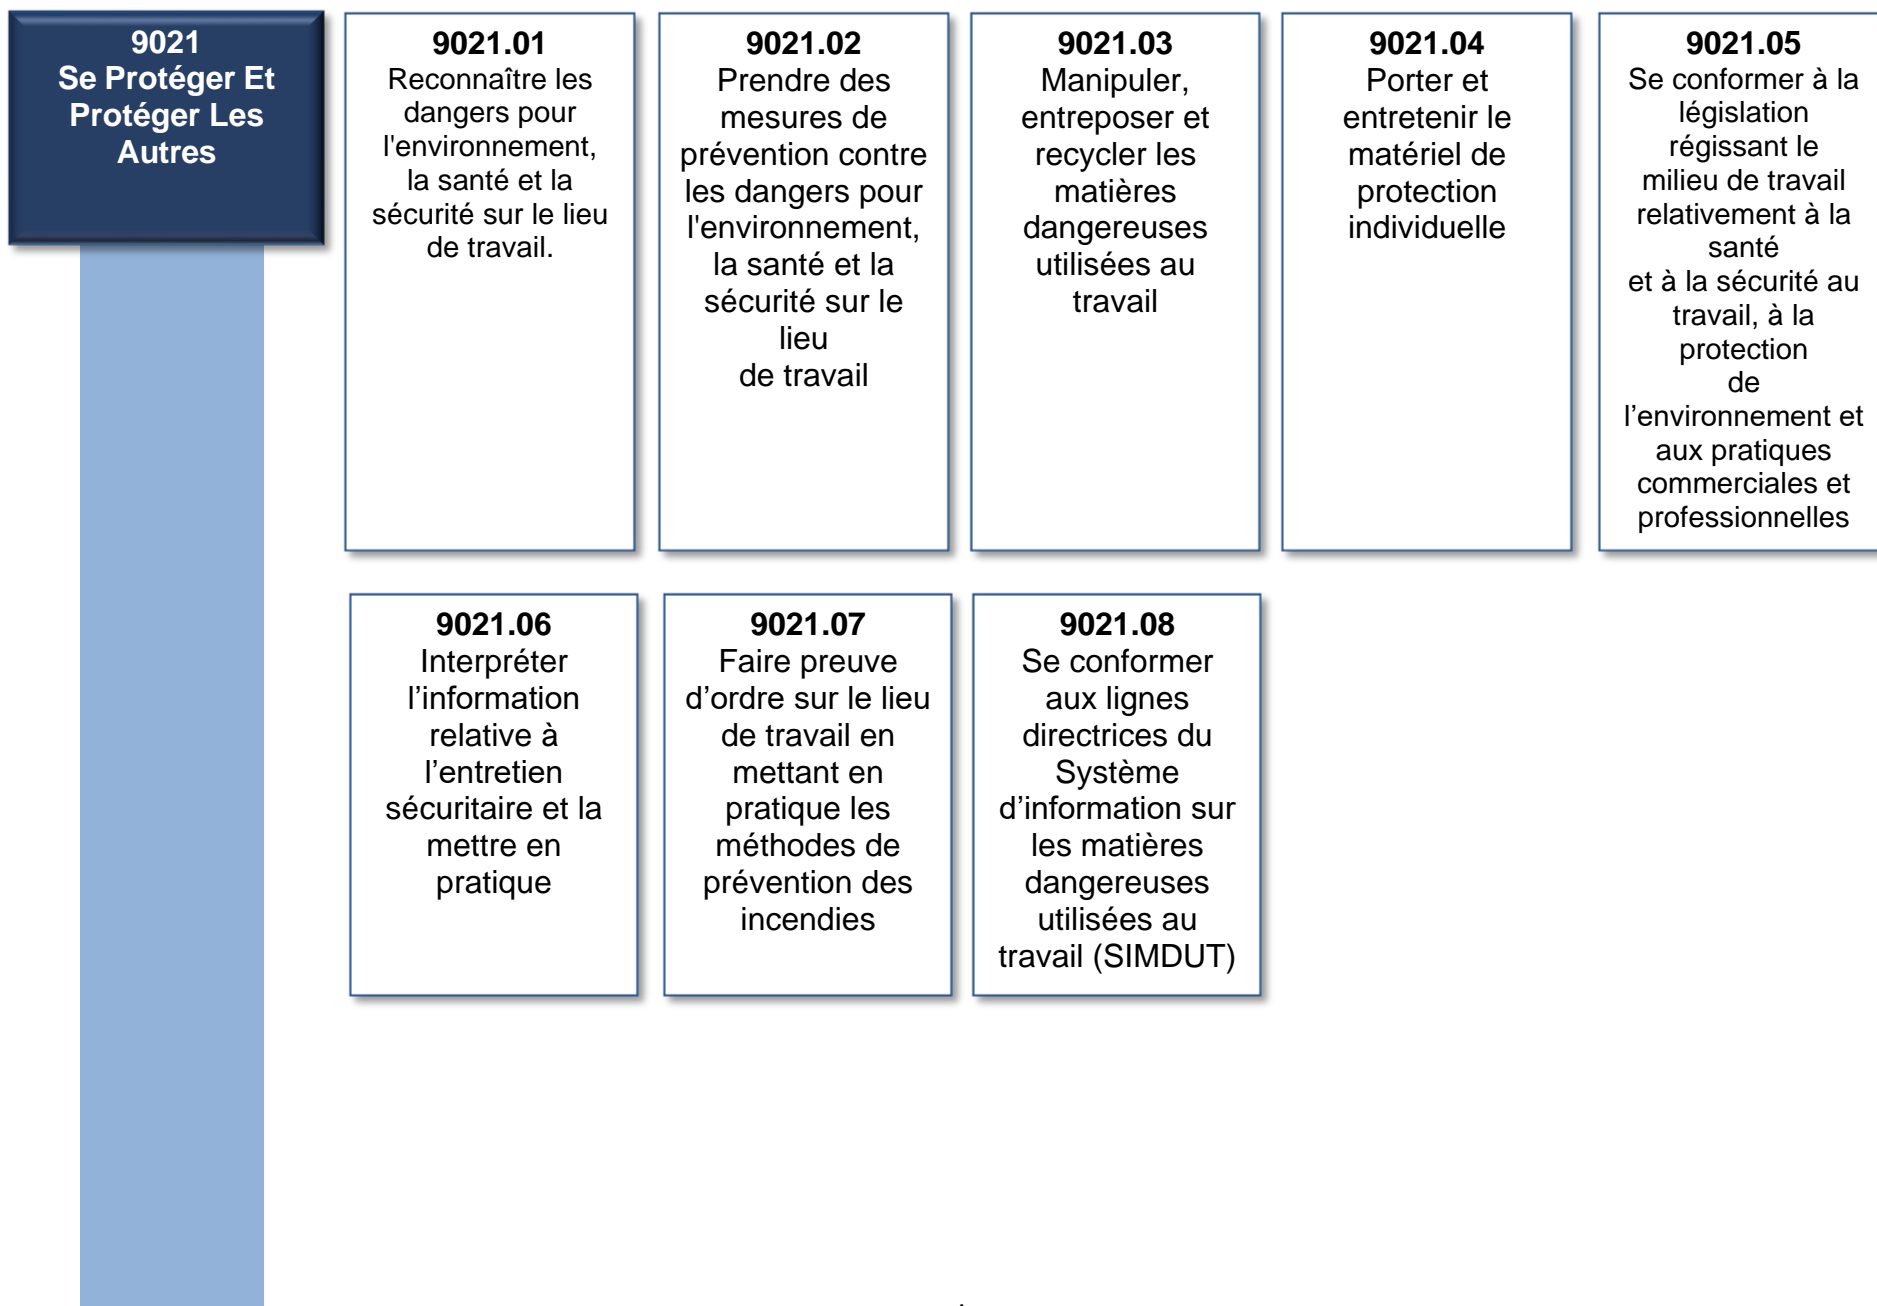 9021
Se Protéger Et
Protéger Les
Autres
9021.01
Reconnaître les
dangers pour
l'environnement,
la santé et la
sécurité sur le lieu
de travail.
9021.02
Prendre des
mesures de
prévention contre
les dangers pour
l'environnement,
la santé et la
sécurité sur le
lieu
de travail
9021.03
Manipuler,
entreposer et
recycler les
matières
dangereuses
utilisées au
travail
9021.04
Porter et
entretenir le
matériel de
protection
individuelle
9021.05
Se conformer à la
législation
régissant le
milieu de travail
relativement à la
santé
et à la sécurité au
travail, à la
protection
de
l’environnement et
aux pratiques
commerciales et
professionnelles
9021.06
Interpréter
l’information
relative à
l’entretien
sécuritaire et la
mettre en
pratique
9021.07
Faire preuve
d’ordre sur le lieu
de travail en
mettant en
pratique les
méthodes de
prévention des
incendies
9021.08
Se conformer
aux lignes
directrices du
Système
d’information sur
les matières
dangereuses
utilisées au
travail (SIMDUT)